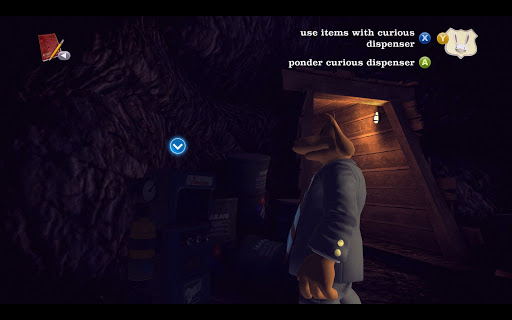 use items with curious
dispenser X Y
ponder curious dispenser A